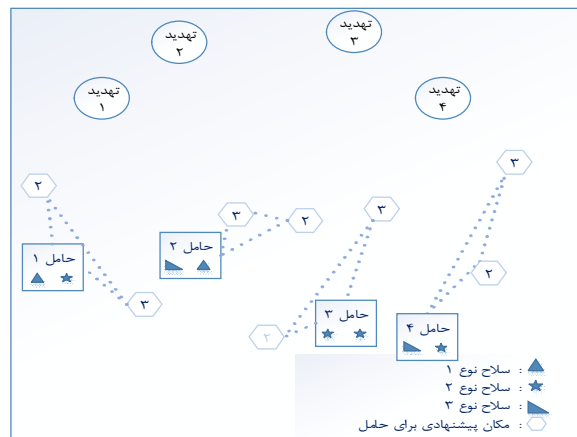 تهدید
۲
تهدید
۳
تهدید
۱
تهدید
۴
۳
۲
۳
۲
۳
حامل ۲
حامل ۱
۲
۳
حامل ۳
حامل ۴
۲
: سلاح نوع ۱
: سلاح نوع ۲
: سلاح نوع ۳
: مکان پیشنهادی برای حامل